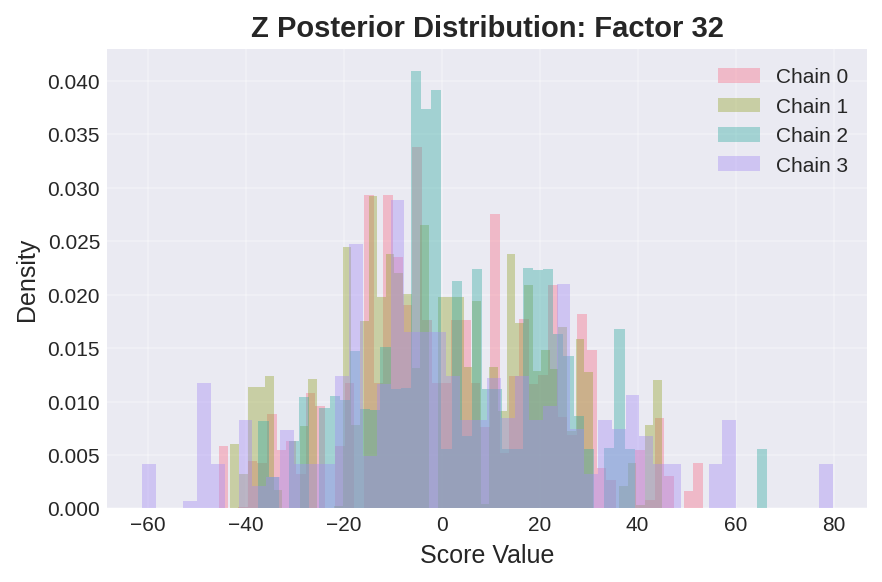 Z Posterior Distribution: Factor 32
Chain 0
Chain 1
Chain 2
Chain 3
0.040
0.035
0.030
0.025
0.020
0.015
0.010
0.005
0.000
Density
−60 −40 −20 0 20 40 60 80
Score Value